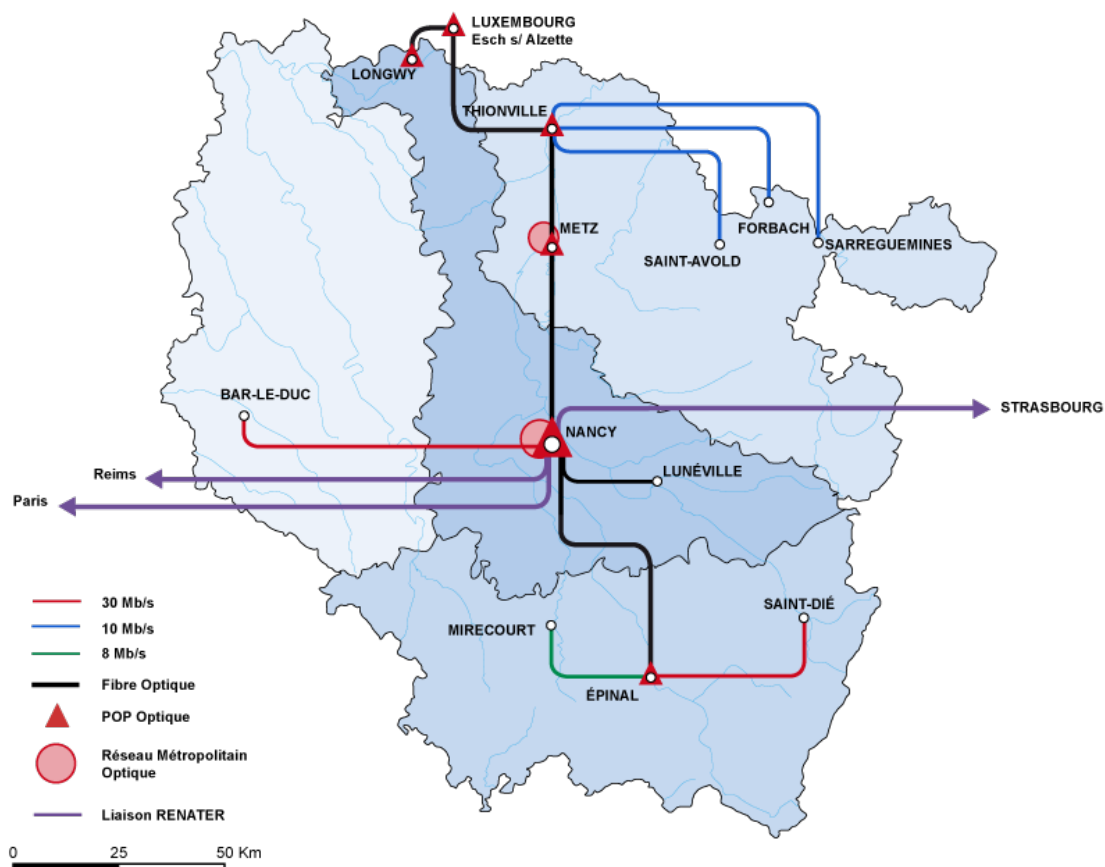 LUXEMBOURG
Esch s/ Alzette
LONGWY
THIONVILLE
METZ
FORBACH
SARREGUEMINES
SAINT-AVOLD
BAR-LE-DUC
STRASBOURG
NANCY
Reims
LUNÉVILLE
Paris
30 Mb/s
SAINT-DIÉ
10 Mb/s
MIRECOURT
8 Mb/s
Fibre Optique
ÉPINAL
POP Optique
Réseau Métropolitain
Optique
Liaison RENATER
0 25 50 Km